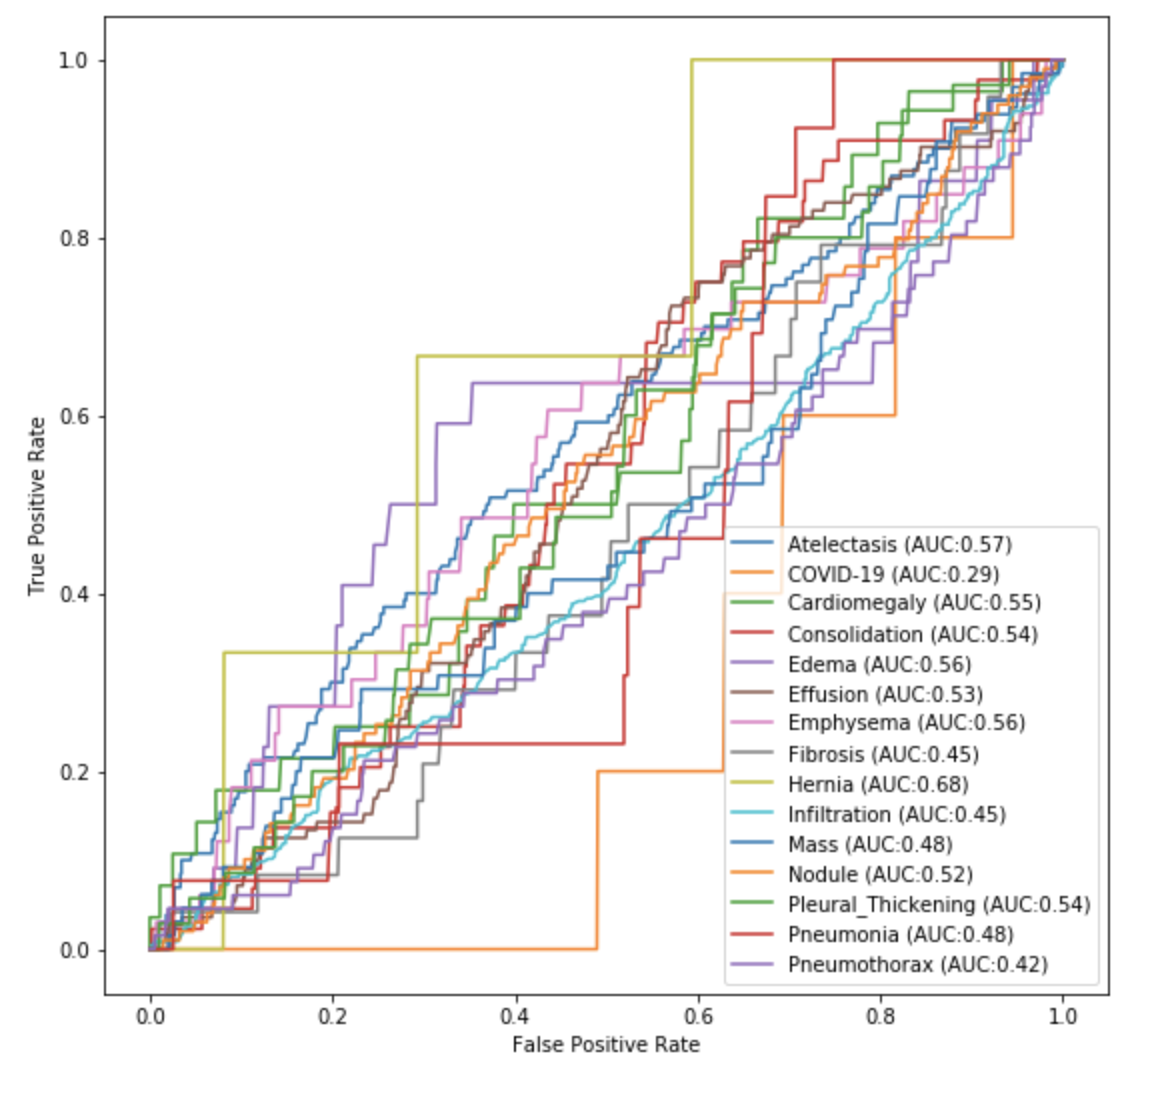 1.0
0.8
0.6
0.4
0.2
0.0
True Positive Rate
Atelectasis (AUC:0.57)
COVID-19 (AUC:0.29)
Cardiomegaly (AUC:0.55)
Consolidation (AUC:0.54)
Edema (AUC:0.56)
Effusion (AUC:0.53)
Emphysema (AUC:0.56)
Fibrosis (AUC:0.45)
Hernia (AUC:0.68)
Infiltration (AUC:0.45)
Mass (AUC:0.48)
Nodule (AUC:0.52)
Pleural_Thickening (AUC:0.54)
Pneumonia (AUC:0.48)
Pneumothorax (AUC:0.42)
0.0 0.2 0.4 0.6 0.8 1.0
False Positive Rate